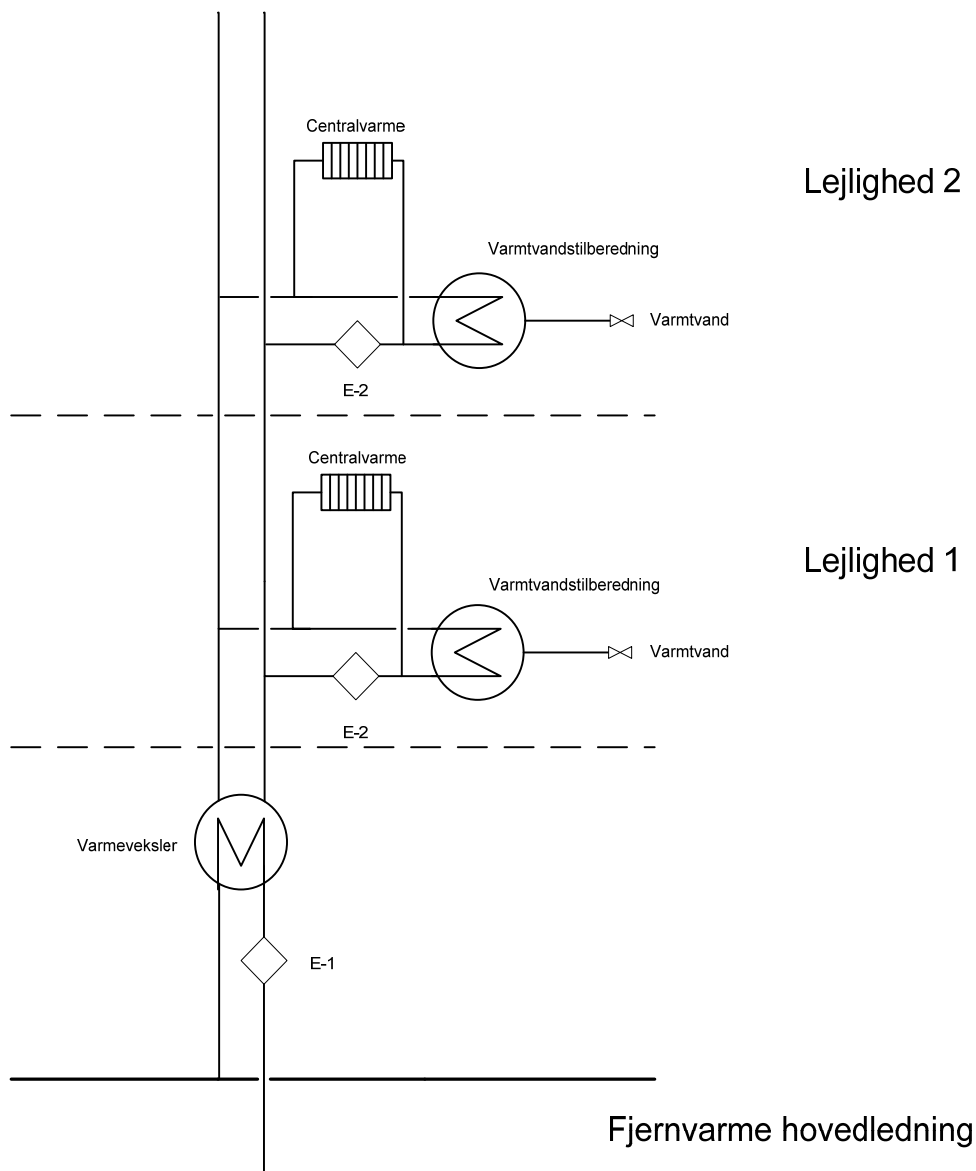 Centralvarme
Lejlighed 2
Varmtvandstilberedning
Varmtvand
E-2
Centralvarme
Lejlighed 1
Varmtvandstilberedning
Varmtvand
E-2
Varmeveksler
E-1
Fjernvarme hovedledning